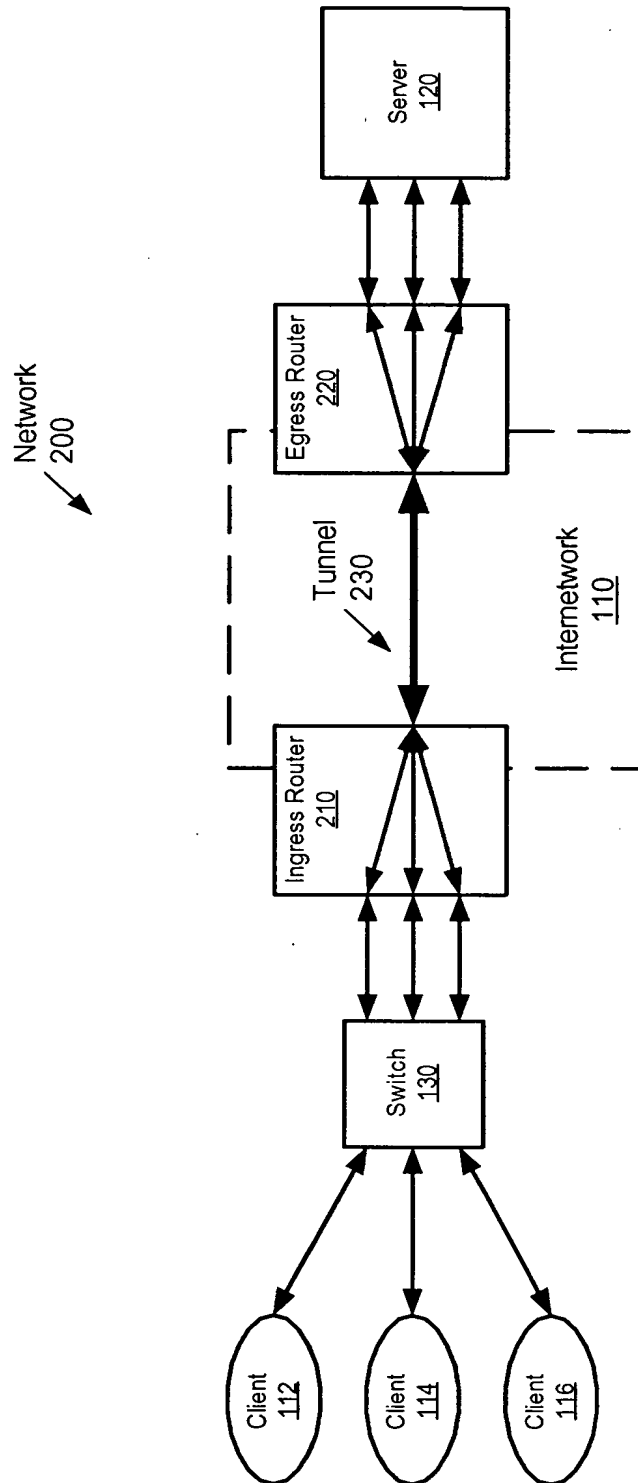 Network
200
Client
112
Client
114
Client
116
Switch
130
Ingress Router
210
Tunnel
230
Internetwork
110
Egress Router
220
Server
120